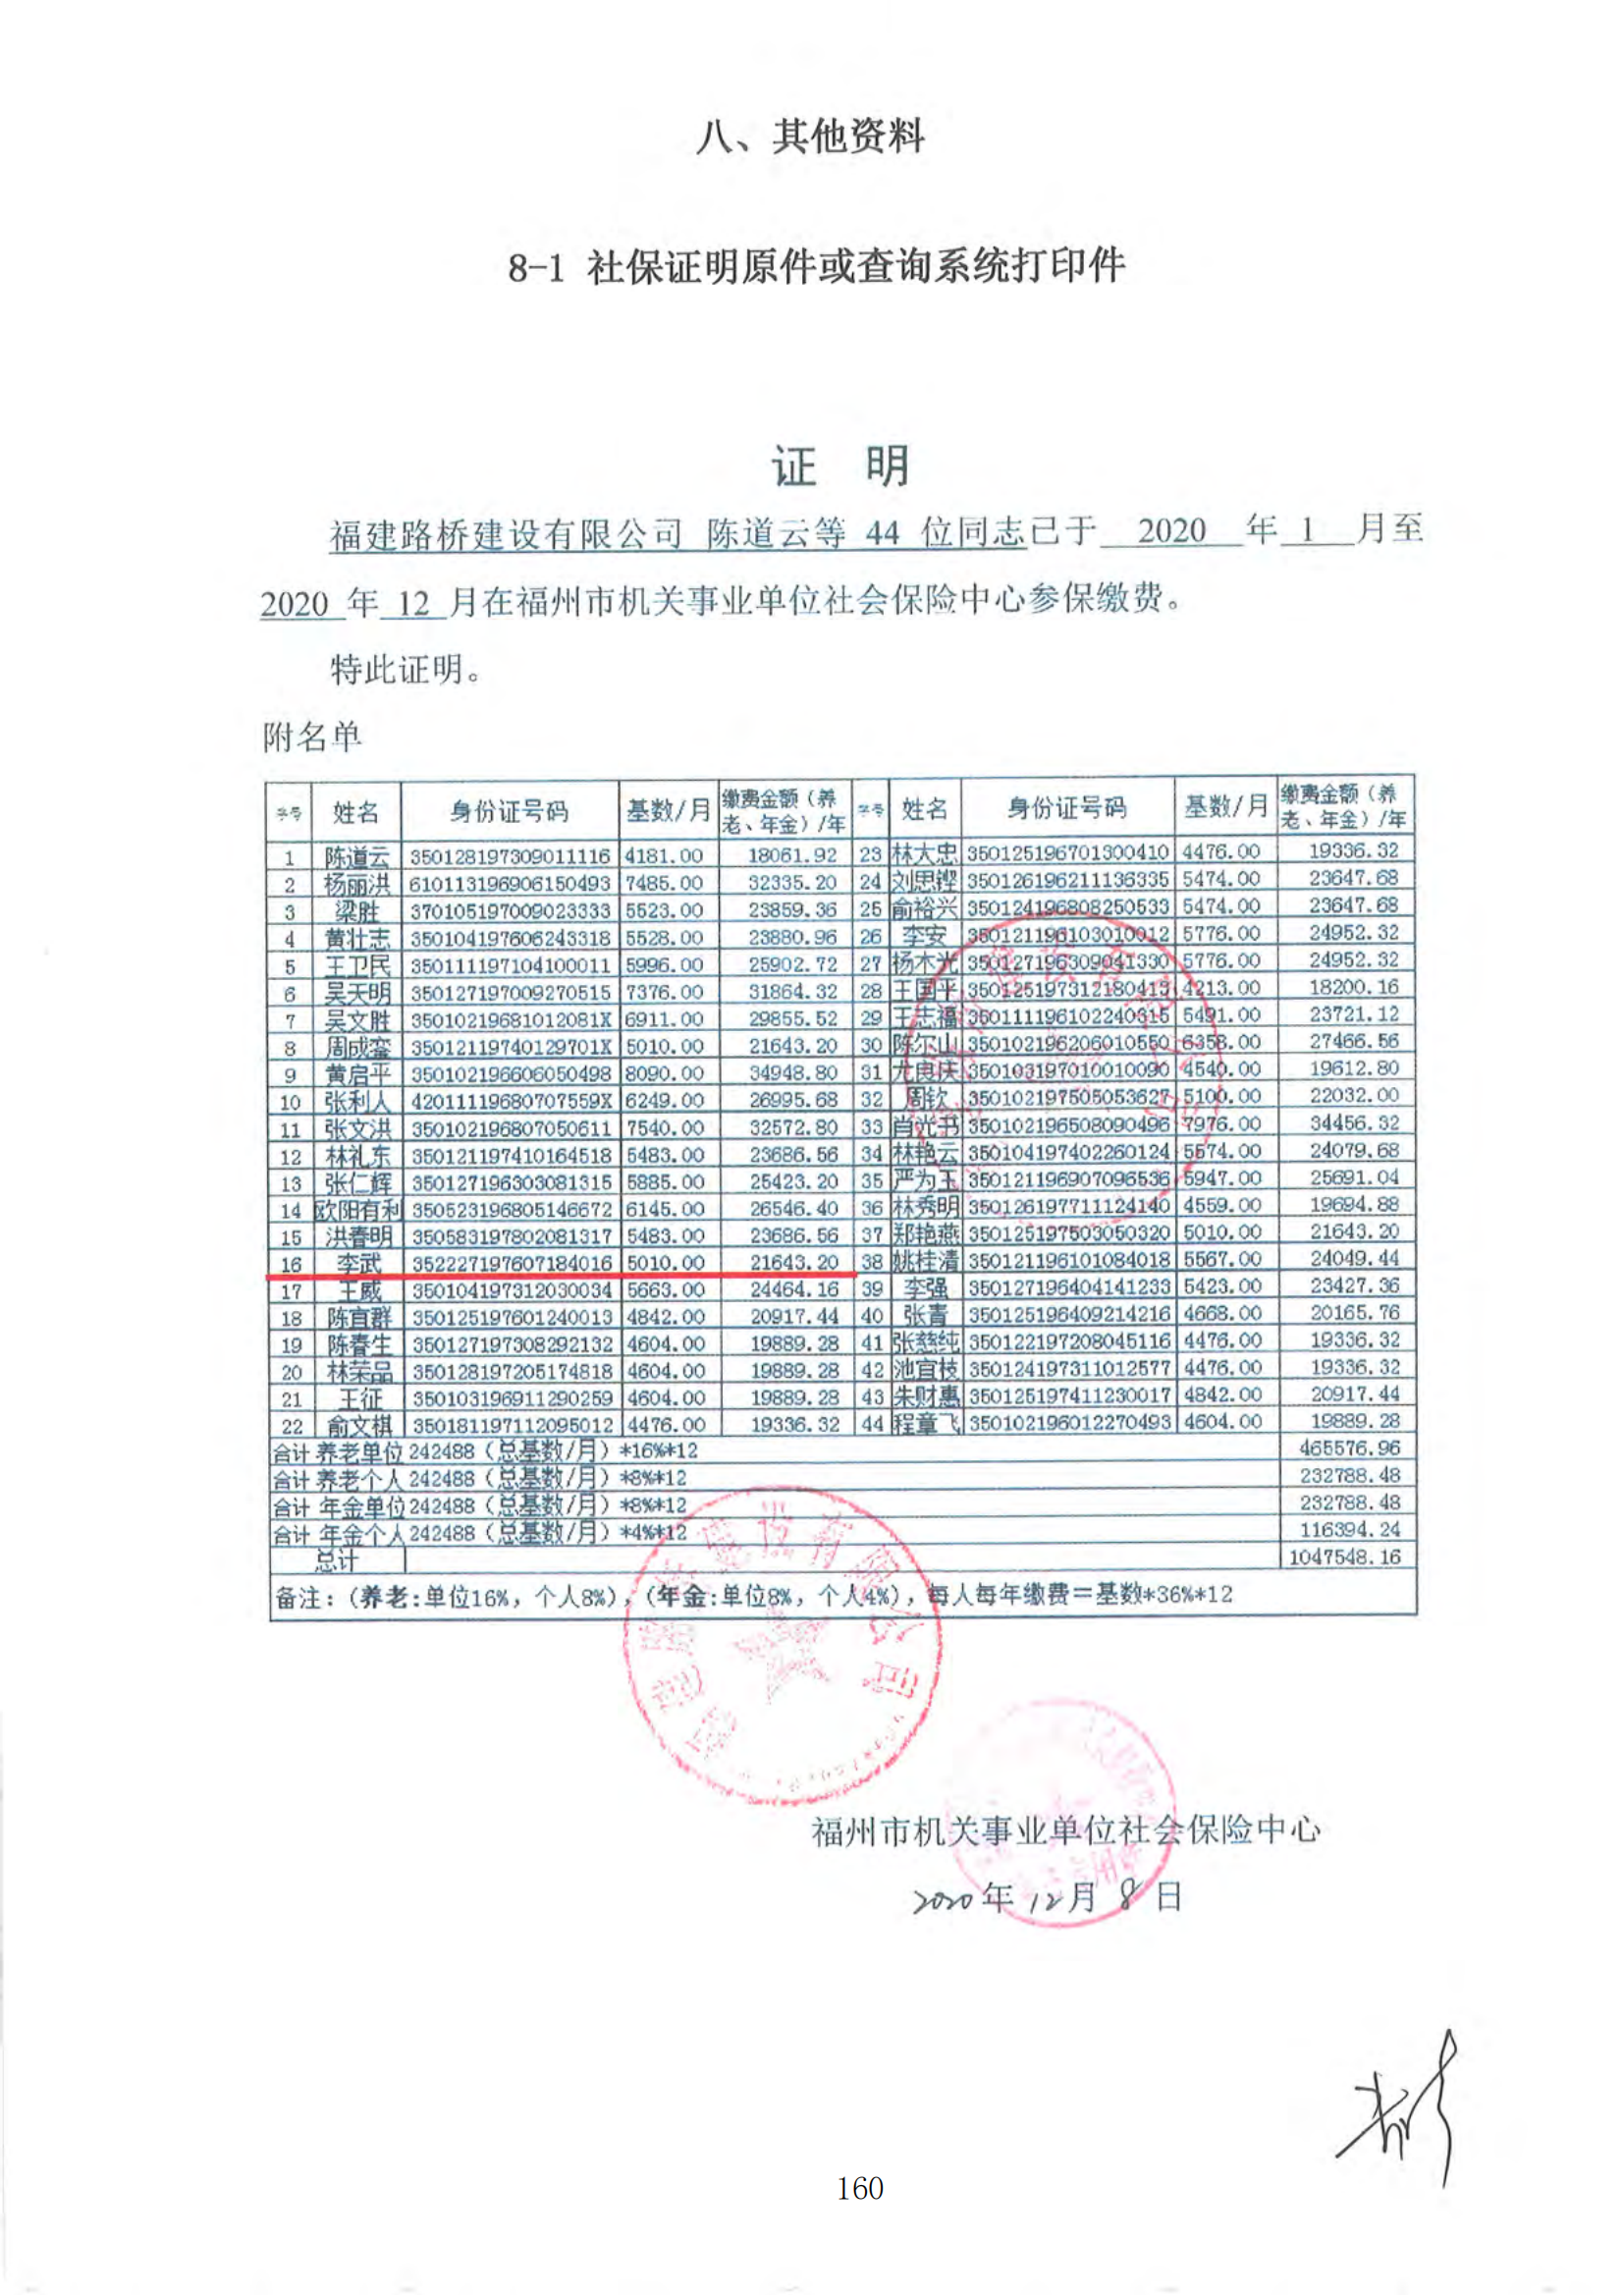 八、其他资料
8-1 社保证明原件或查询系统打印件
证 明
福建路桥建设有限公司 陈道云等 44 位同志已于 2020 年 1 月至
2020 年 12 月在福州市机关事业单位社会保险中心参保缴费。
特此证明。
附名单
序号 姓名 身份证号码 基数/月 缴费金额（养老、年金）/年 序号 姓名 身份证号码 基数/月 缴费金额（养老、年金）/年
1 陈道云 350128197309011116 4181.00 18061.92 23 林大忠 350125196701300410 4476.00 19336.32
2 杨丽洪 610113196906150493 7485.00 32335.20 24 刘思铿 350126196211136335 5474.00 23647.68
3 梁胜 370105197009023333 5523.00 23859.36 25 俞裕兴 350124196808250533 5474.00 23647.68
4 黄壮志 350104197606243318 5528.00 23880.96 26 李安 350121196103010012 5776.00 24952.32
5 王卫民 350111197104100011 5996.00 25902.72 27 杨木光 350127196309041330 5776.00 24952.32
6 吴天明 350127197009270515 7376.00 31864.32 28 王国平 350125197312180413 4213.00 18200.16
7 吴文胜 35010219681012081X 6911.00 29855.52 29 王志福 350111196102240315 5491.00 23721.12
8 周成銮 35012119740129701X 5010.00 21643.20 30 陈尔山 350102196206010550 6358.00 27466.56
9 黄启平 350102196606050498 8090.00 34948.80 31 尤良庆 350103197010010090 4540.00 19612.80
10 张利人 42011119680707559X 6249.00 26995.68 32 周钦 350102197505053627 5100.00 22032.00
11 张文洪 350102196807050611 7540.00 32572.80 33 肖光书 350102196508090496 7976.00 34456.32
12 林礼东 350121197410164518 5483.00 23686.56 34 林艳云 350104197402260124 5574.00 24079.68
13 张仁辉 350127196303081315 5885.00 25423.20 35 严为玉 350121196907096536 5947.00 25691.04
14 欧阳有利 350523196805146672 6145.00 26546.40 36 林秀明 350126197711124140 4559.00 19694.88
15 洪春明 350583197802081317 5483.00 23686.56 37 郑艳燕 350125197503050320 5010.00 21643.20
16 李武 352227197607184016 5010.00 21643.20 38 姚桂清 350121196101084018 5567.00 24049.44
17 王威 350104197312030034 5663.00 24464.16 39 李强 350127196404141233 5423.00 23427.36
18 陈宜群 350125197601240013 4842.00 20917.44 40 张青 350125196409214216 4668.00 20165.76
19 陈春生 350127197308292132 4604.00 19889.28 41 张慈纯 350122197208045116 4476.00 19336.32
20 林荣品 350128197205174818 4604.00 19889.28 42 池宜枝 350124197311012577 4476.00 19336.32
21 王征 350103196911290259 4604.00 19889.28 43 朱财惠 350125197411230017 4842.00 20917.44
22 俞文棋 350181197112095012 4476.00 19336.32 44 程章飞 350102196012270493 4604.00 19889.28
合计 养老单位 242488（总基数/月）*16%*12 465576.96
合计 养老个人 242488（总基数/月）*8%*12 232788.48
合计 年金单位 242488（总基数/月）*8%*12 232788.48
合计 年金个人 242488（总基数/月）*4%*12 116394.24
总计 1047548.16
备注：（养老：单位16%，个人8%），（年金：单位8%，个人4%），每人每年缴费＝基数*36%*12
福建路桥建设有限公司
福州市机关事业单位社会保险中心
2020年12月8日
160